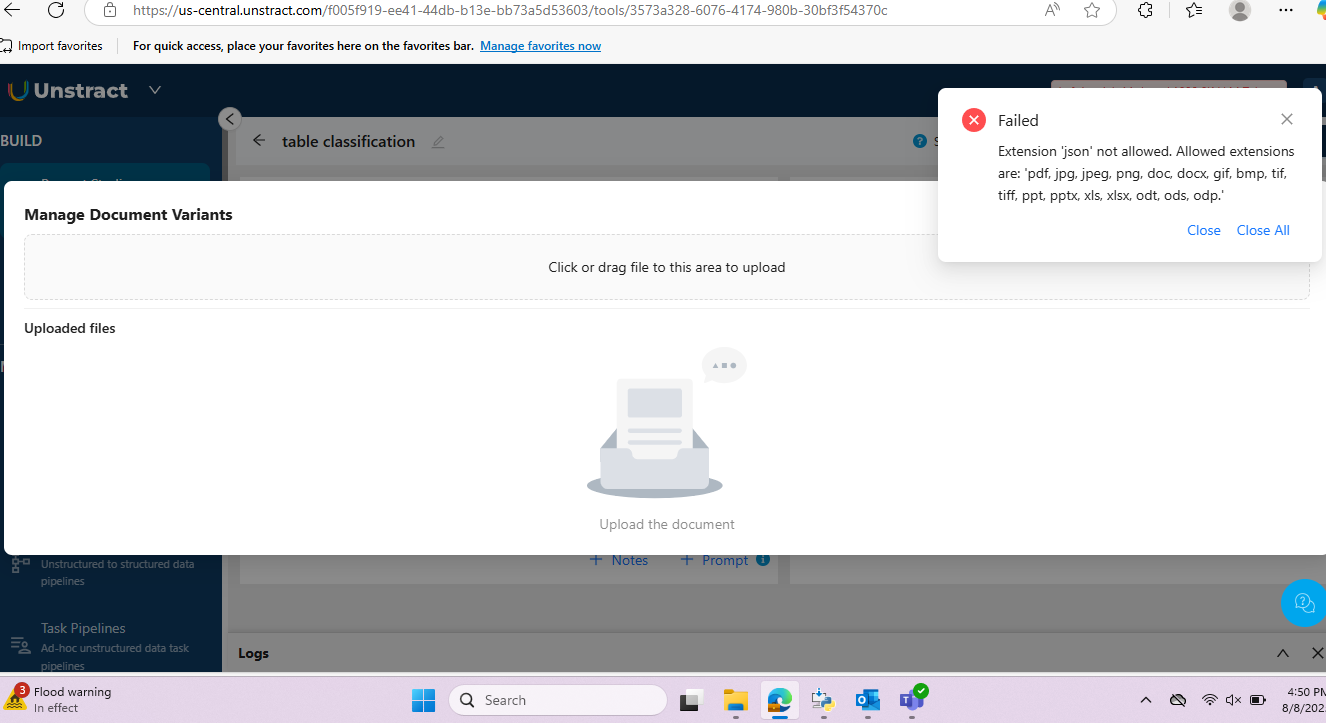 https://us-central.unstract.com/f005f919-ee41-44db-b13e-bb73a5d53603/tools/3573a328-6076-4174-980b-30bf3f54370c
Import favorites
For quick access, place your favorites here on the favorites bar. Manage favorites now
Unstract
BUILD
table classification
Failed
Extension 'json' not allowed. Allowed extensions
are: 'pdf, jpg, jpeg, png, doc, docx, gif, bmp, tif,
tiff, ppt, pptx, xls, xlsx, odt, ods, odp.'
Close Close All
Manage Document Variants
Click or drag file to this area to upload
Uploaded files
Upload the document
+ Notes + Prompt
Unstructured to structured data
pipelines
Task Pipelines
Ad-hoc unstructured data task
pipelines
Logs
3
Flood warning
In effect
Search
4:50 PM
8/8/202